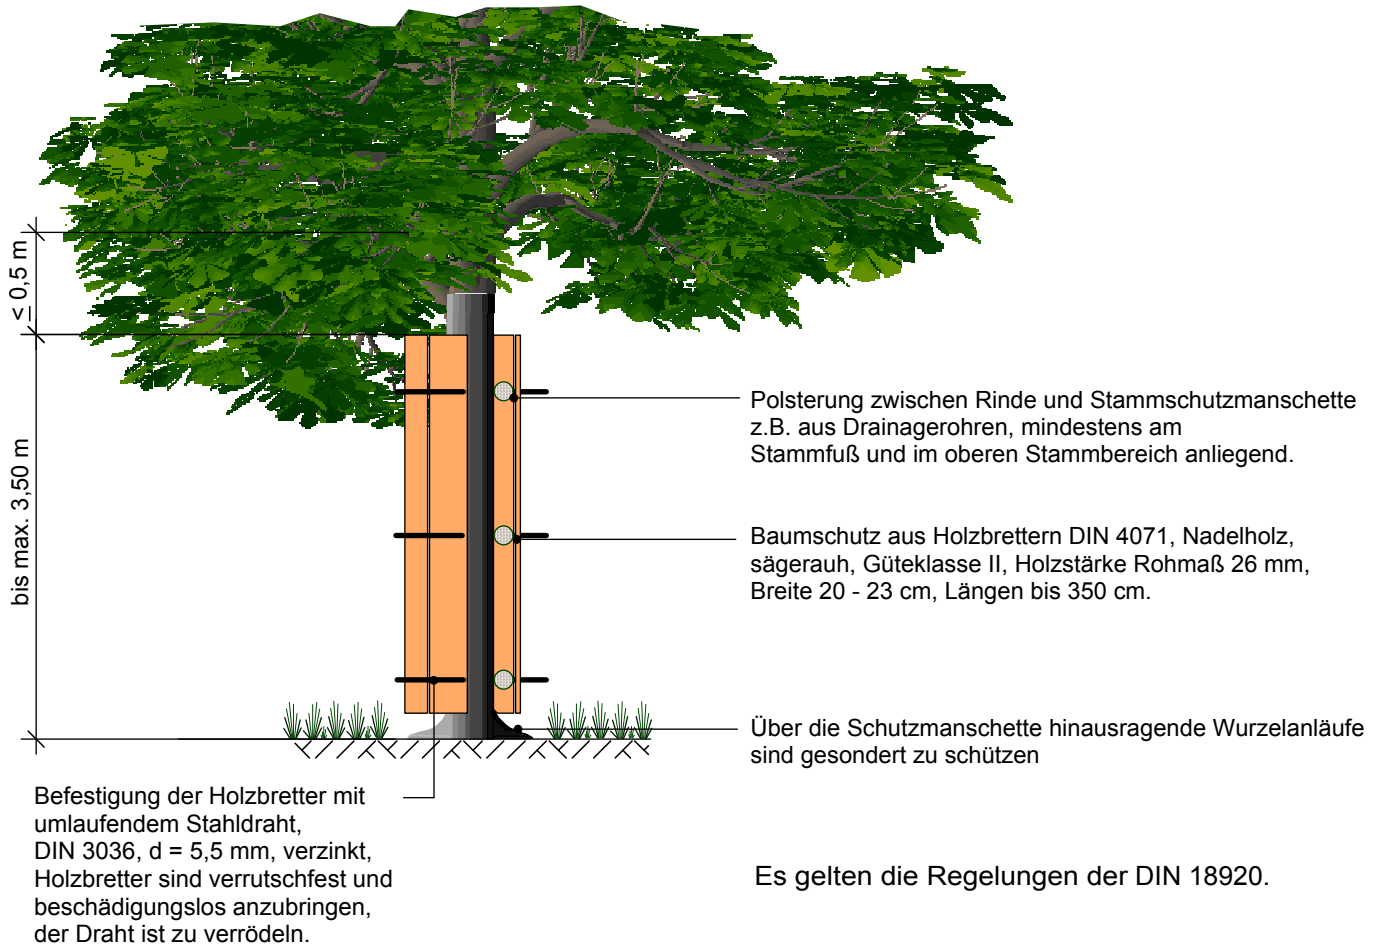 ≤ 0,5 m
bis max. 3,50 m
Polsterung zwischen Rinde und Stammschutzmanschette
z.B. aus Drainagerohren, mindestens am
Stammfuß und im oberen Stammbereich anliegend.
Baumschutz aus Holzbrettern DIN 4071, Nadelholz,
sägerauh, Güteklasse II, Holzstärke Rohmaß 26 mm,
Breite 20 - 23 cm, Längen bis 350 cm.
Über die Schutzmanschette hinausragende Wurzelanläufe
sind gesondert zu schützen
Befestigung der Holzbretter mit
umlaufendem Stahldraht,
DIN 3036, d = 5,5 mm, verzinkt,
Holzbretter sind verrutschfest und
beschädigungslos anzubringen,
der Draht ist zu verrödeln.
Es gelten die Regelungen der DIN 18920.